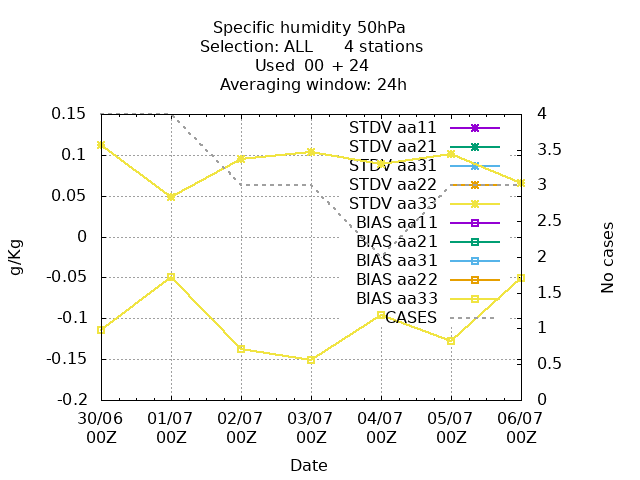 Specific humidity 50hPa
Selection: ALL 4 stations
Used 00 + 24
Averaging window: 24h
0.15
0.1
0.05
0
-0.05
-0.1
-0.15
-0.2
g/Kg
4
3.5
3
2.5
2
1.5
1
0.5
0
No cases
STDV aa11
STDV aa21
STDV aa31
STDV aa22
STDV aa33
BIAS aa11
BIAS aa21
BIAS aa31
BIAS aa22
BIAS aa33
CASES
30/06 01/07 02/07 03/07 04/07 05/07 06/07
00Z 00Z 00Z 00Z 00Z 00Z 00Z
Date